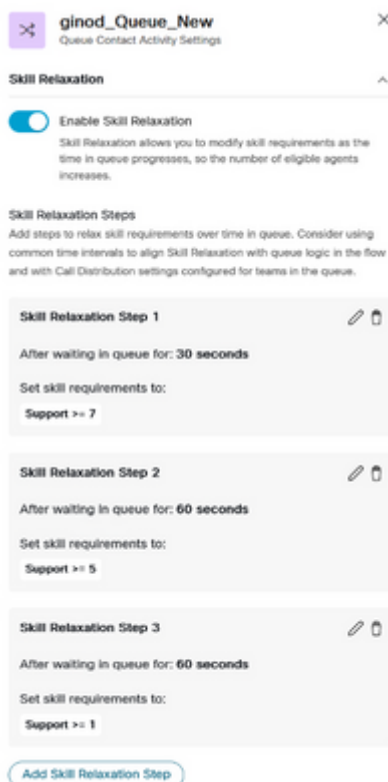 ginod_Queue_New
Queue Contact Activity Settings
Skill Relaxation
Enable Skill Relaxation
Skill Relaxation allows you to modify skill requirements as the
time in queue progresses, so the number of eligible agents
increases.
Skill Relaxation Steps
Add steps to relax skill requirements over time in queue. Consider using
common time intervals to align Skill Relaxation with queue logic in the flow
and with Call Distribution settings configured for teams in the queue.
Skill Relaxation Step 1
After waiting in queue for: 30 seconds
Set skill requirements to:
Support >= 7
Skill Relaxation Step 2
After waiting in queue for: 60 seconds
Set skill requirements to:
Support >= 5
Skill Relaxation Step 3
After waiting in queue for: 60 seconds
Set skill requirements to:
Support >= 1
Add Skill Relaxation Step